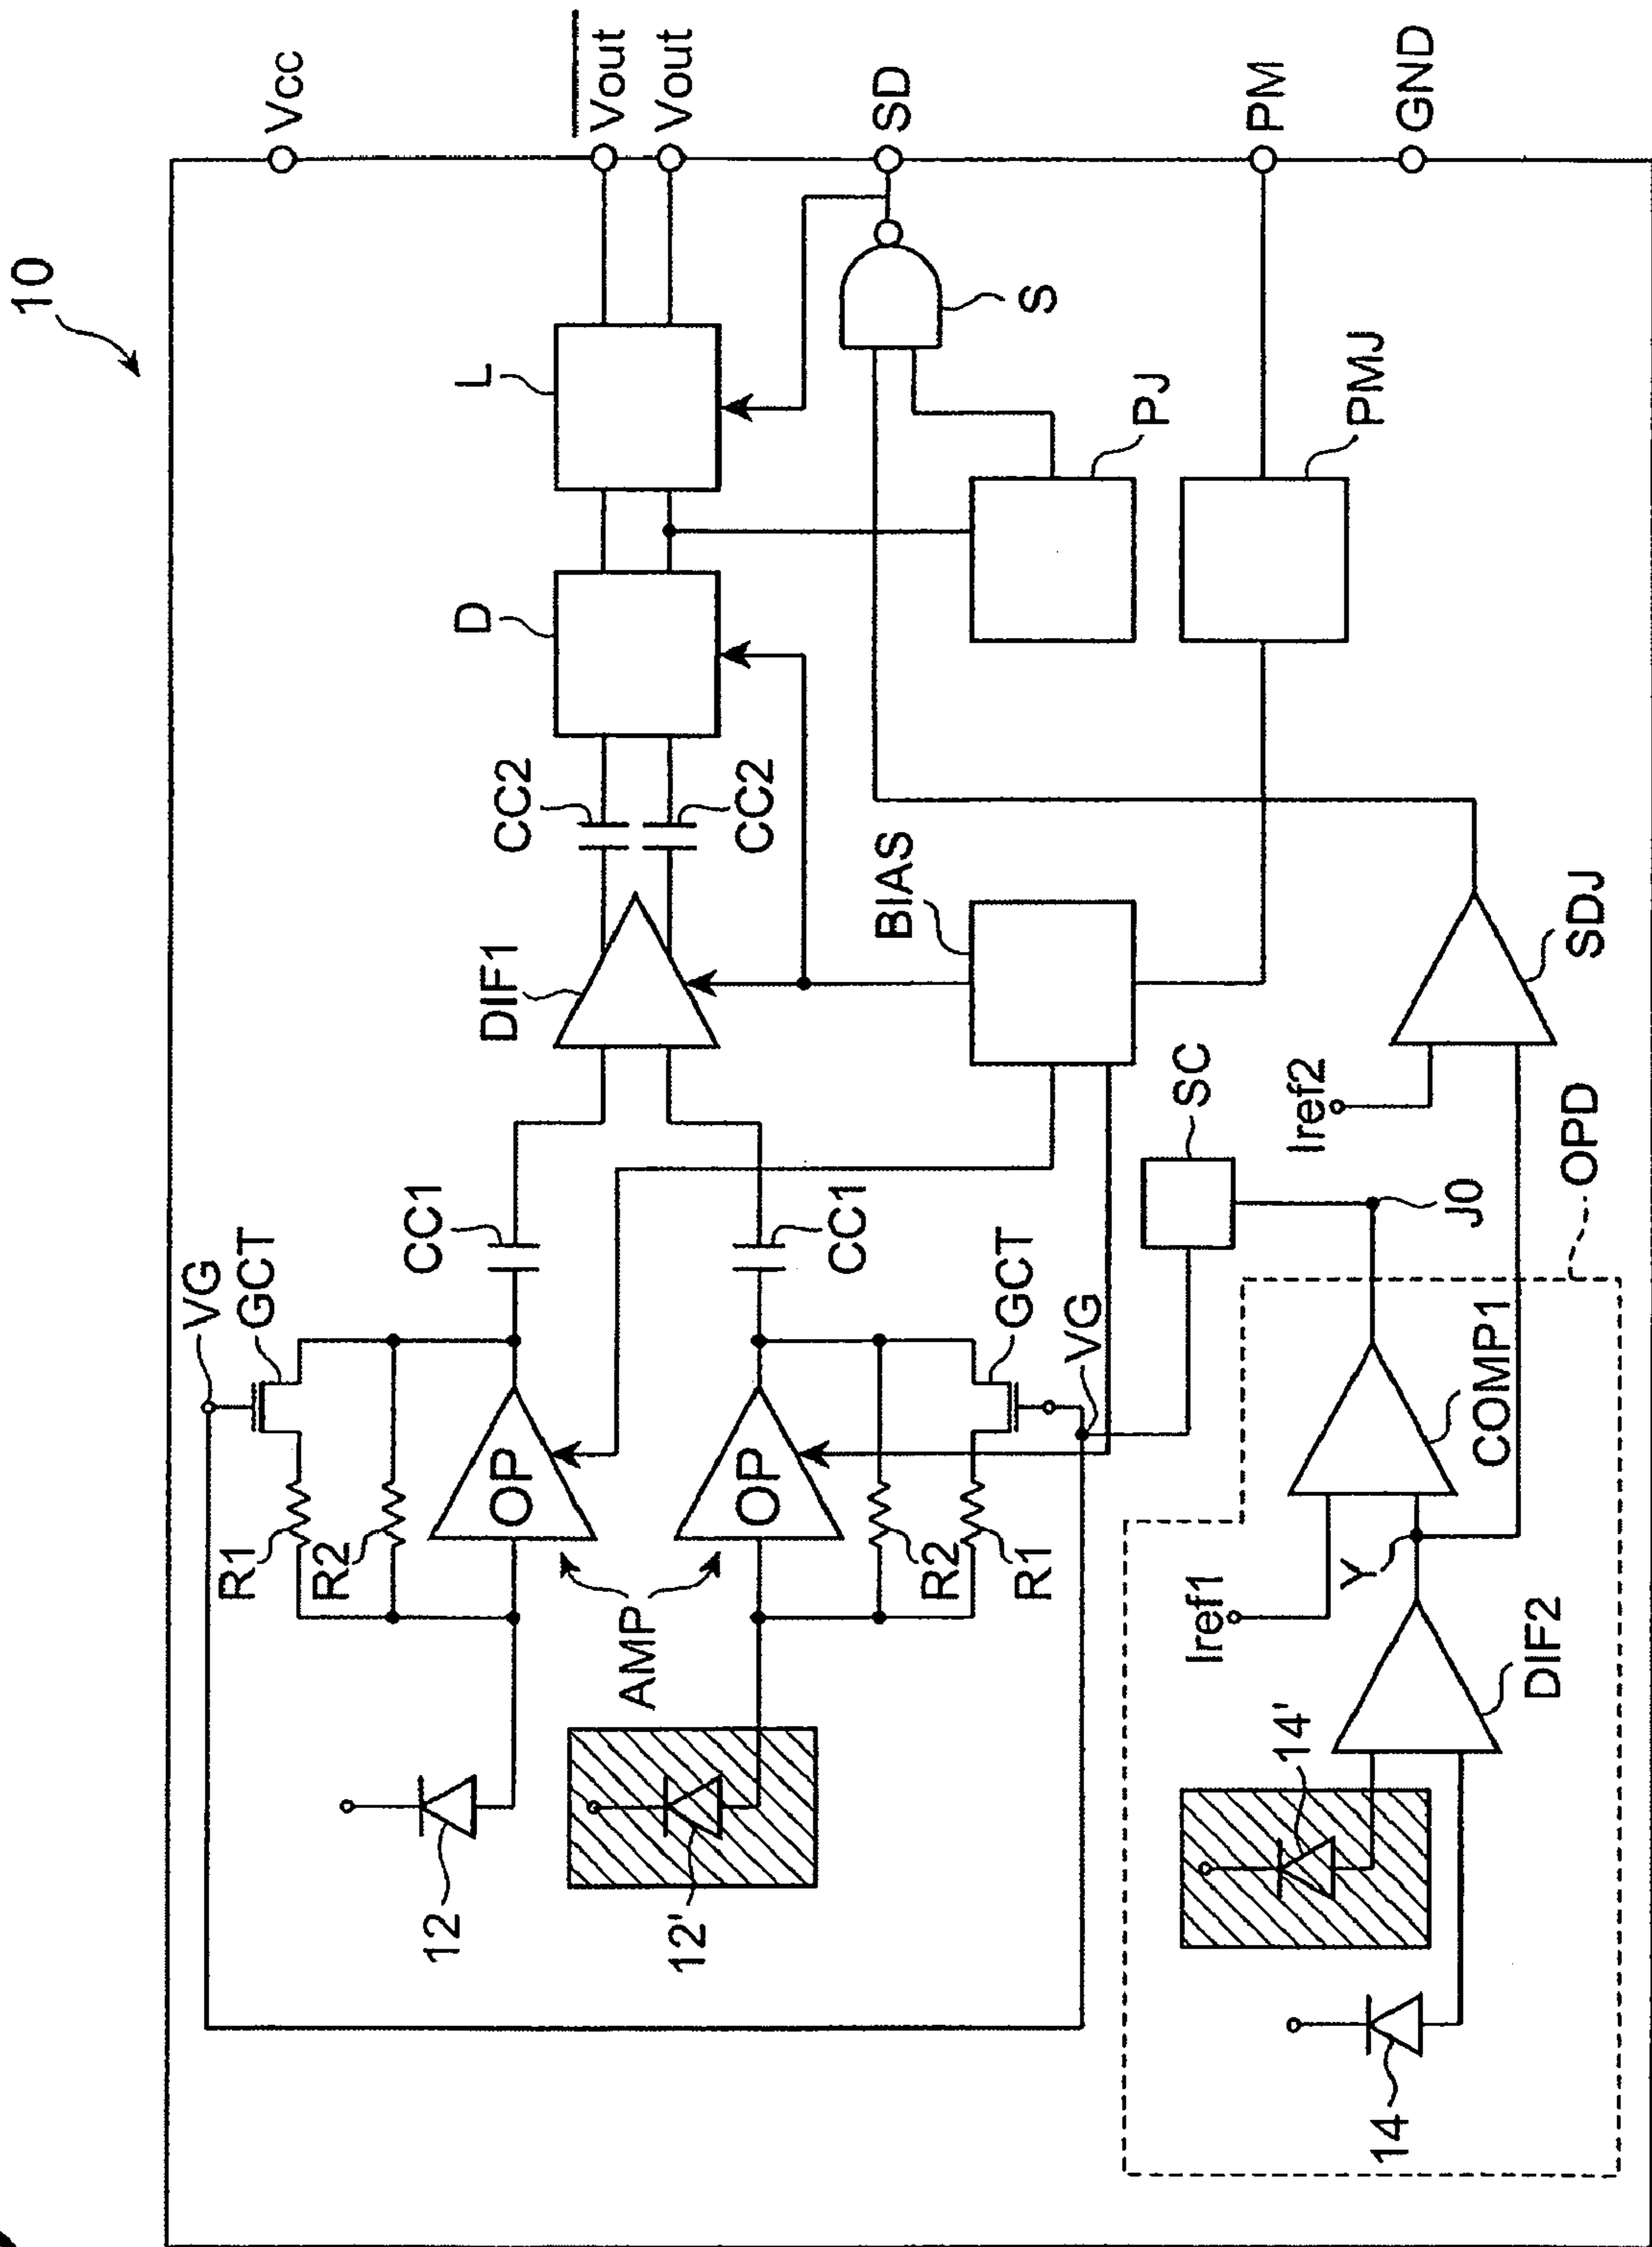 10
Vcc
Vout
Vout
SD
PM
GND
L
S
PJ
PMJ
D
CC2
CC2
BIAS
DIF1
SDJ
SC
Iref2
OPD
J0
CC1
CC1
VG
GCT
GCT
VG
COMP1
OP
OP
R1
R2
R2
R1
AMP
Iref1
Y
DIF2
12
12'
14'
14